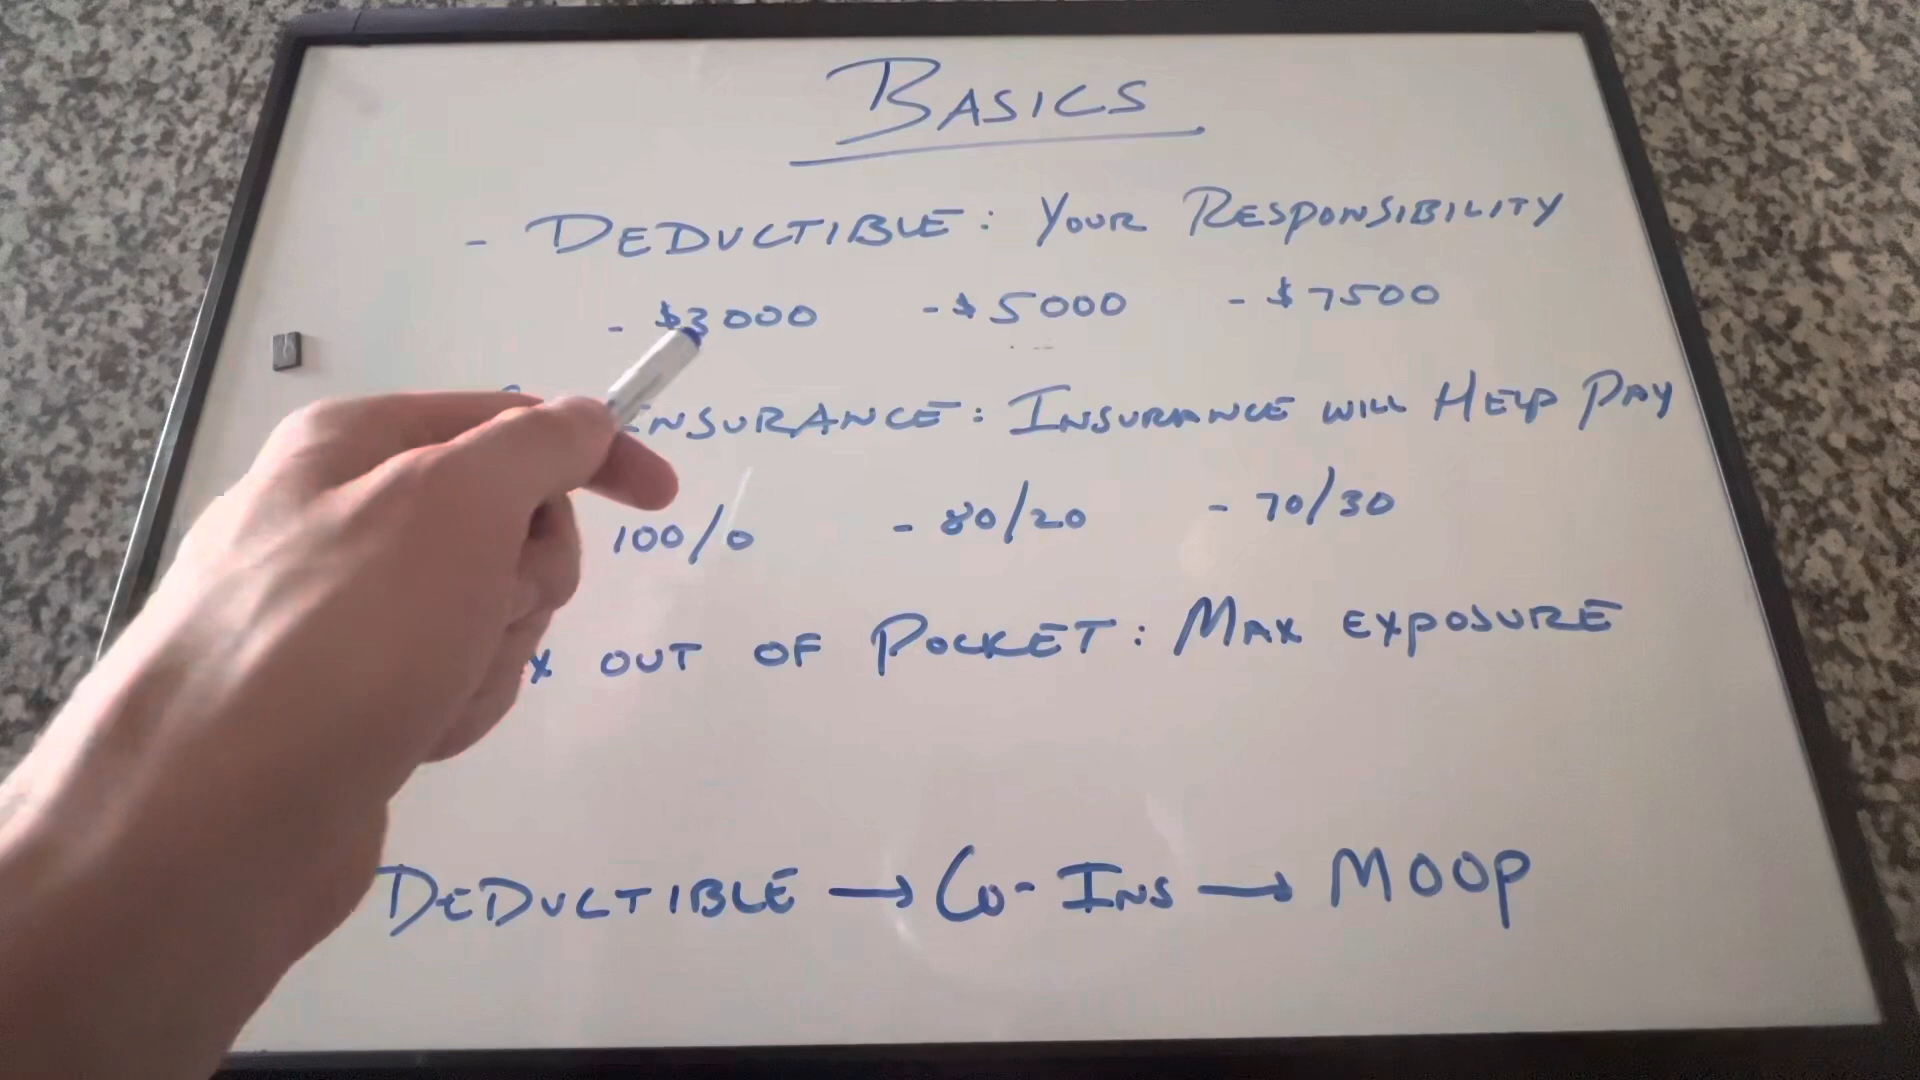 BASICS
- DEDUCTIBLE: YOUR RESPONSIBILITY
- $3000 - $5000 - $7500
INSURANCE: INSURANCE WILL HELP PAY
100/0 - 80/20 - 70/30
X OUT OF POCKET: MAX EXPOSURE
DEDUCTIBLE → CO-INS → MOOP